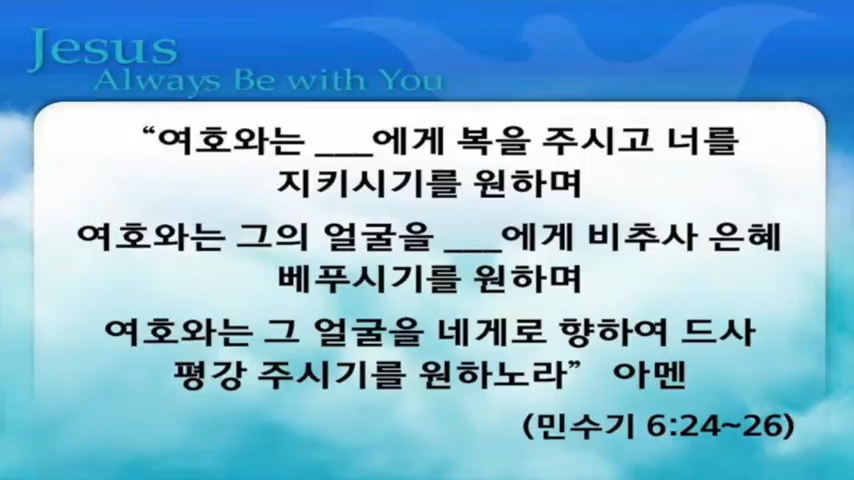 Jesus
Always Be with You
“여호와는 ___에게 복을 주시고 너를
지키시기를 원하며
여호와는 그의 얼굴을 ___에게 비추사 은혜
베푸시기를 원하며
여호와는 그 얼굴을 네게로 향하여 드사
평강 주시기를 원하노라” 아멘
(민수기 6:24~26)